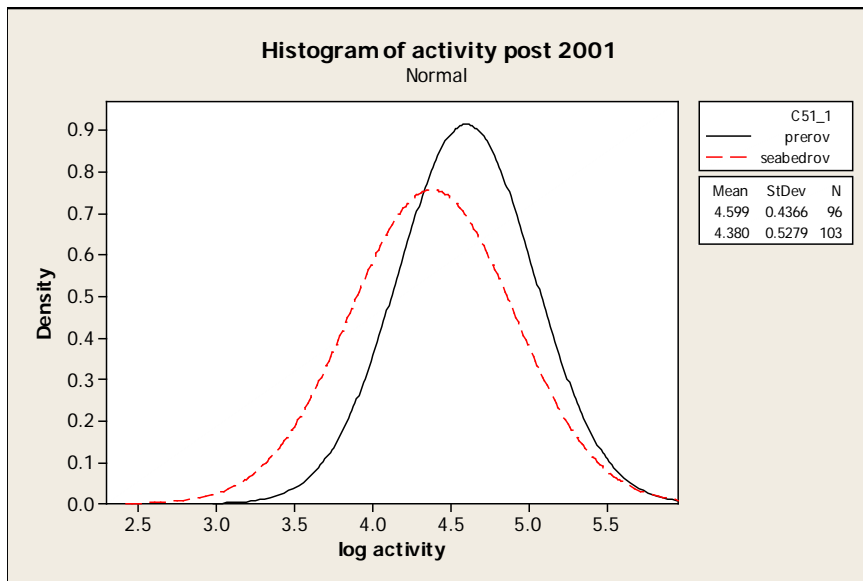 Histogram of activity post 2001
Normal
C51_1
prerov
seabedrov
Mean StDev N
4.599 0.4366 96
4.380 0.5279 103
Density
0.9
0.8
0.7
0.6
0.5
0.4
0.3
0.2
0.1
0.0
2.5 3.0 3.5 4.0 4.5 5.0 5.5
log activity